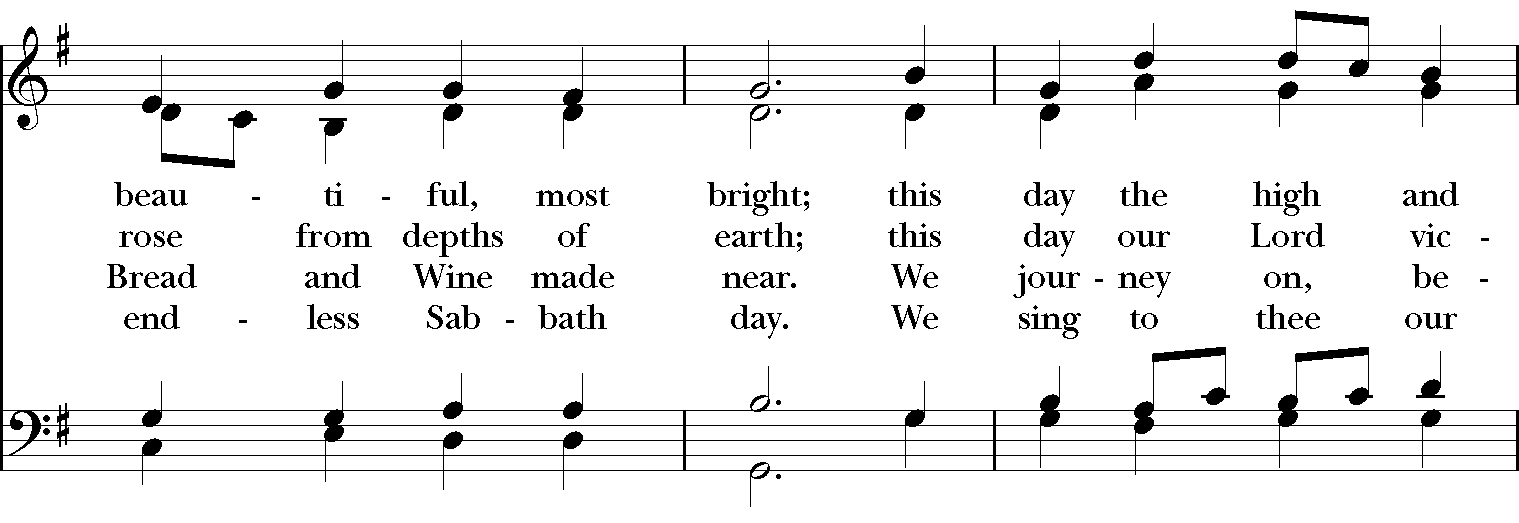 beau - ti - ful, most bright; this day the high and
rose from depths of earth; this day our Lord vic -
Bread and Wine made near. We jour - ney on, be -
end - less Sab - bath day. We sing to thee our